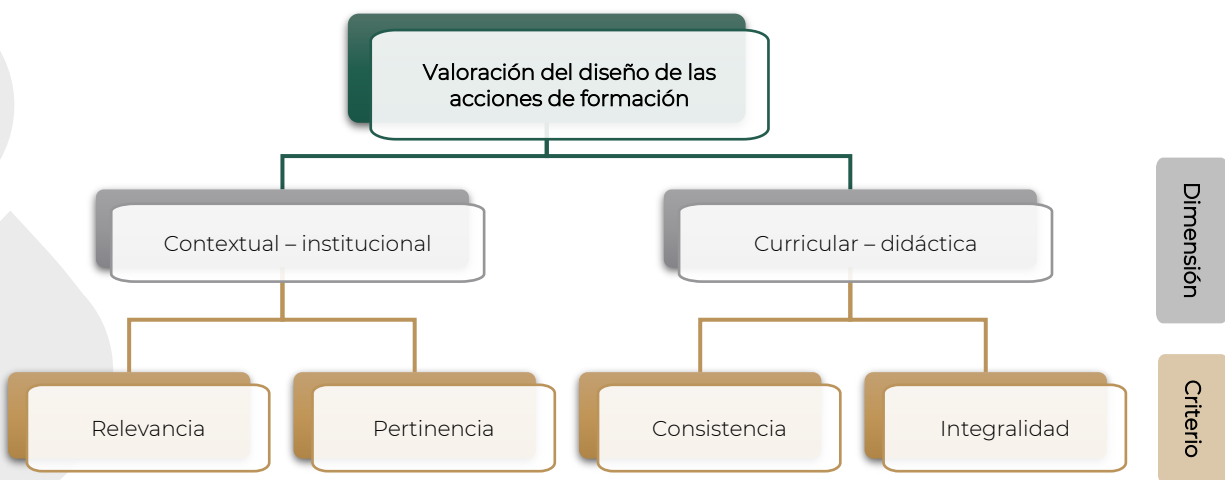 Valoración del diseño de las
acciones de formación
Contextual – institucional
Curricular – didáctica
Dimensión
Relevancia
Pertinencia
Consistencia
Integralidad
Criterio